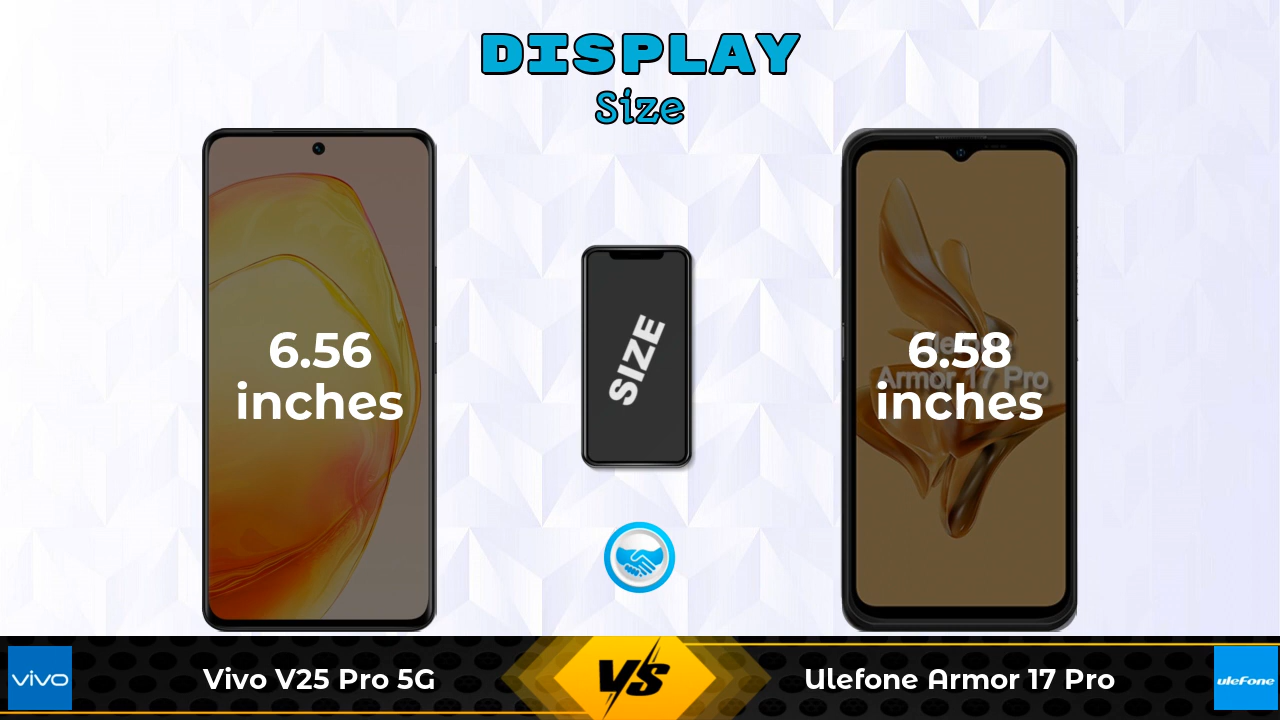 DISPLAY
Size
6.56
inches
SIZE
6.58
inches
Armor 17 Pro
vivo
Vivo V25 Pro 5G
VS
Ulefone Armor 17 Pro
uleFone